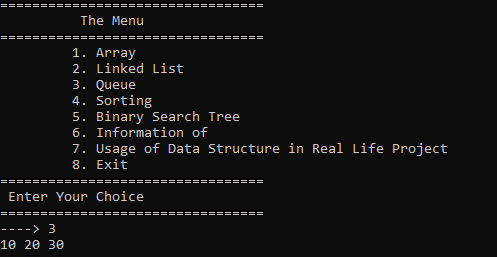 =================================
The Menu
=================================
1. Array
2. Linked List
3. Queue
4. Sorting
5. Binary Search Tree
6. Information of
7. Usage of Data Structure in Real Life Project
8. Exit
=================================
Enter Your Choice
=================================
----> 3
10 20 30